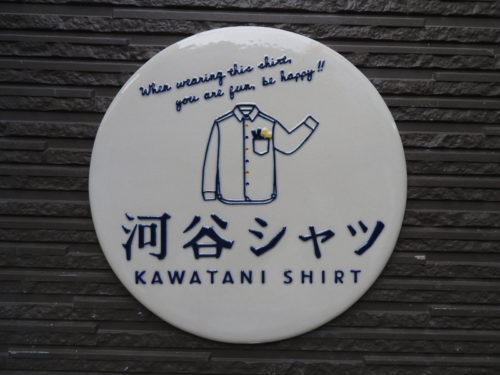 When wearing this shirt,
you are fun, be happy!!
河谷シャツ
KAWATANI SHIRT